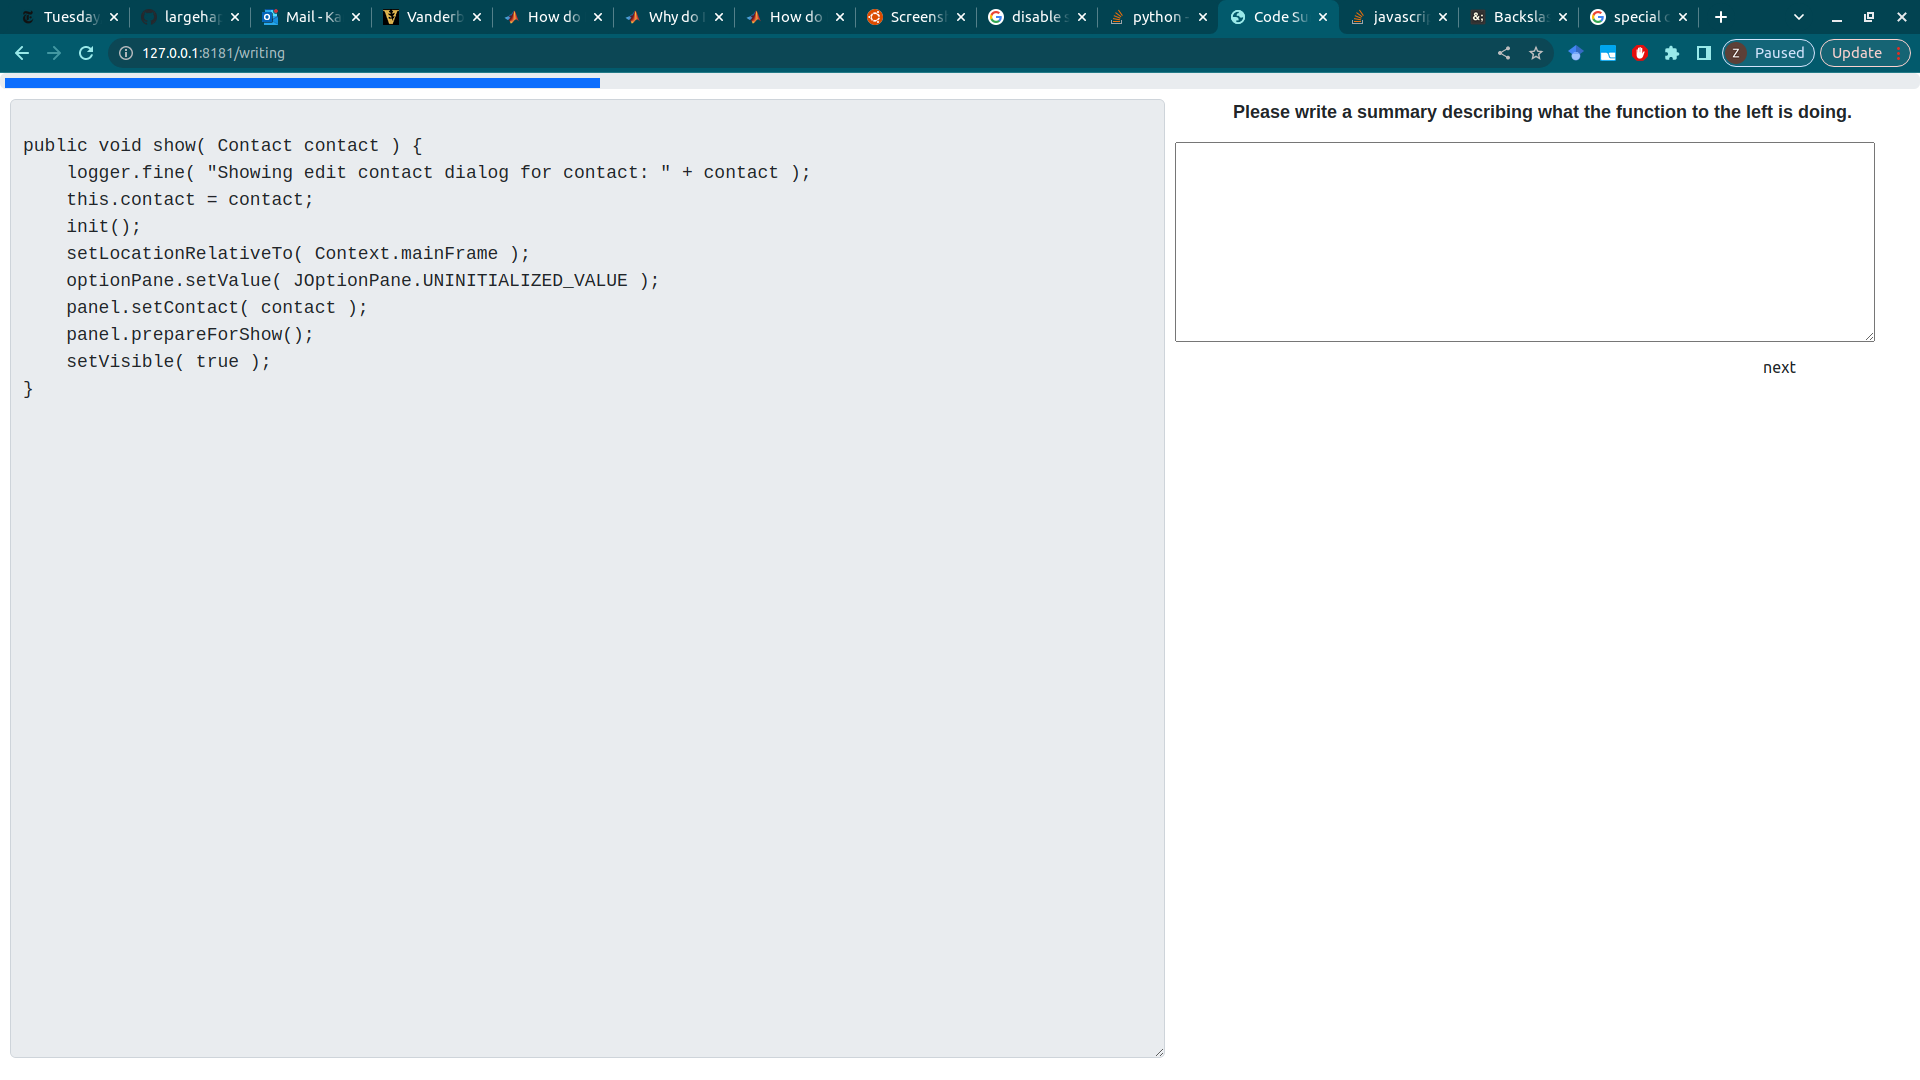 Tuesday
largehap
Mail - Ka
Vanderb
How do
Why do
How do
Screens
disable s
python -
Code Su
javascrip
Backslas
special c
127.0.0.1:8181/writing
Z Paused
Update
public void show( Contact contact ) {
    logger.fine( "Showing edit contact dialog for contact: " + contact );
    this.contact = contact;
    init();
    setLocationRelativeTo( Context.mainFrame );
    optionPane.setValue( JOptionPane.UNINITIALIZED_VALUE );
    panel.setContact( contact );
    panel.prepareForShow();
    setVisible( true );
}
Please write a summary describing what the function to the left is doing.
next